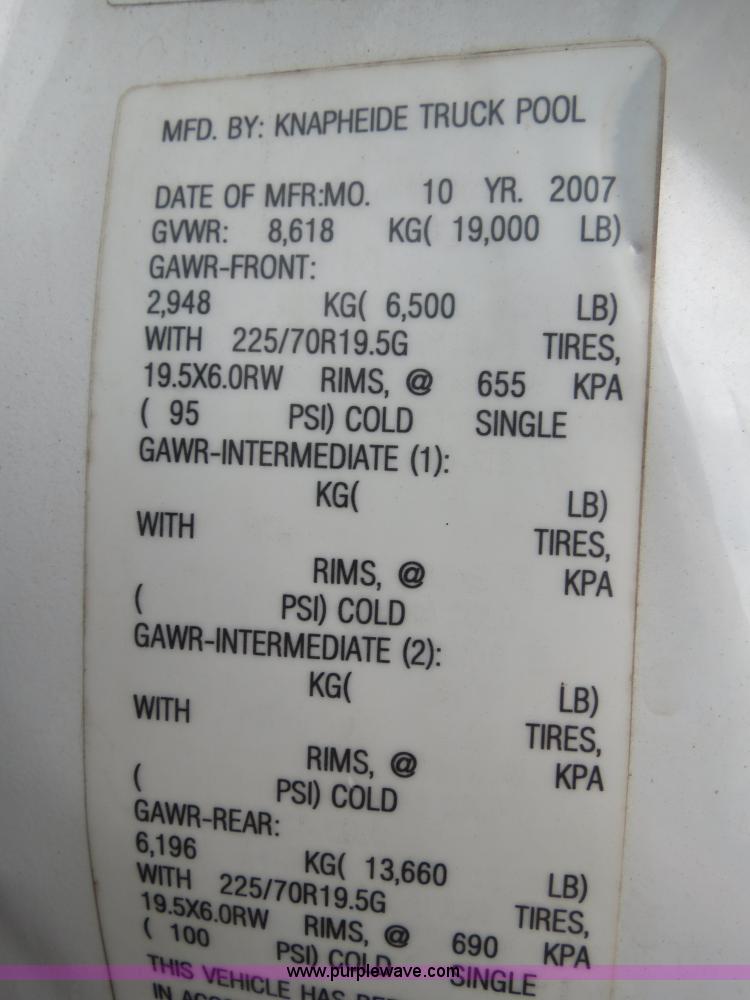 MFD. BY: KNAPHEIDE TRUCK POOL
DATE OF MFR:MO. 10 YR. 2007
GVWR: 8,618 KG( 19,000 LB)
GAWR-FRONT:
2,948 KG( 6,500 LB)
WITH 225/70R19.5G TIRES,
19.5X6.0RW RIMS, @ 655 KPA
( 95 PSI) COLD SINGLE
GAWR-INTERMEDIATE (1):
KG( LB)
WITH TIRES,
RIMS, @ KPA
( PSI) COLD
GAWR-INTERMEDIATE (2):
KG( LB)
WITH TIRES,
RIMS, @ KPA
( PSI) COLD
GAWR-REAR:
6,196 KG( 13,660 LB)
WITH 225/70R19.5G TIRES,
19.5X6.0RW RIMS, @ 690 KPA
( 100 PSI) COLD SINGLE
www.purplewave.com
THIS VEHICLE HAS
IN